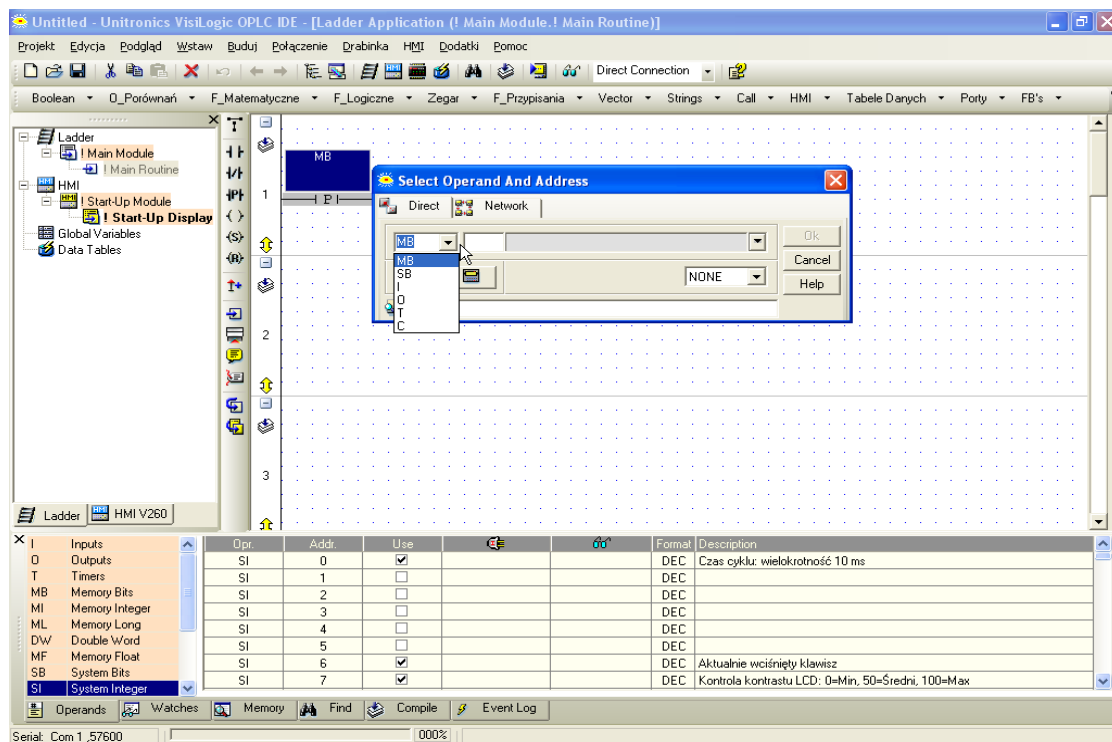 Untitled - Unitronics VisiLogic OPLC IDE - [Ladder Application (! Main Module.! Main Routine)]
Projekt Edycja Podgląd Wstaw Buduj Połączenie Drabinka HMI Dodatki Pomoc
Direct Connection
Boolean 0_Porównań F_Matematyczne F_Logiczne Zegar F_Przypisania Vector Strings Call HMI Tabele Danych Porty FB's
Ladder
! Main Module
! Main Routine
HMI
! Start-Up Module
! Start-Up Display
Global Variables
Data Tables
Ladder HMI V260
1
2
3
MB
P
Select Operand And Address
Direct Network
MB
Ok
MB
SB
I
O
T
C
Cancel
NONE
Help
I Inputs
O Outputs
T Timers
MB Memory Bits
MI Memory Integer
ML Memory Long
DW Double Word
MF Memory Float
SB System Bits
SI System Integer
Opr. Addr. Use Format Description
SI 0 DEC Czas cyklu: wielokrotność 10 ms
SI 1 DEC
SI 2 DEC
SI 3 DEC
SI 4 DEC
SI 5 DEC
SI 6 DEC Aktualnie wciśnięty klawisz
SI 7 DEC Kontrola kontrastu LCD: 0=Min, 50=Średni, 100=Max
Operands Watches Memory Find Compile Event Log
Serial: Com 1 ,57600 000%